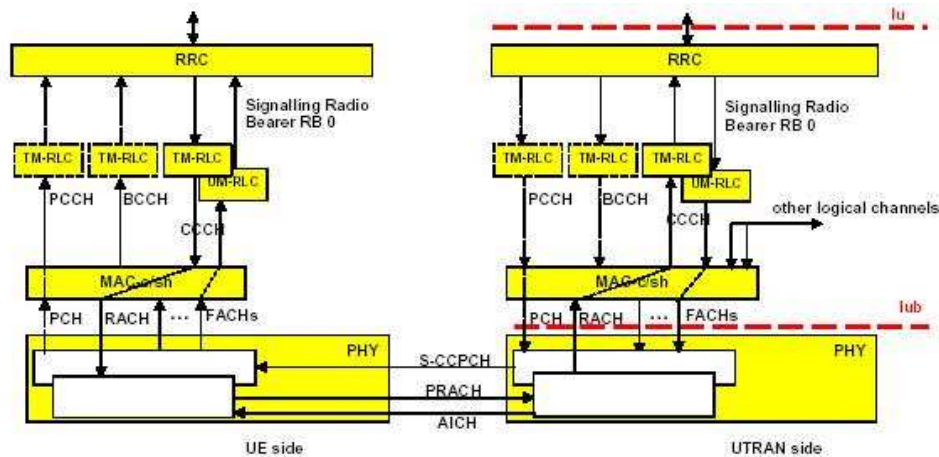 Iu
RRC
RRC
Signalling Radio
Bearer RB 0
Signalling Radio
Bearer RB 0
TM-RLC TM-RLC TM-RLC
UM-RLC
TM-RLC TM-RLC TM-RLC
UM-RLC
PCCH BCCH
CCCH
PCCH BCCH CCCH
other logical channels
MAC-c/sh
MAC-c/sh
PCH RACH ... FACHs
PCH RACH ... FACHs
Iub
PHY
PHY
S-CCPCH
PRACH
AICH
UE side
UTRAN side